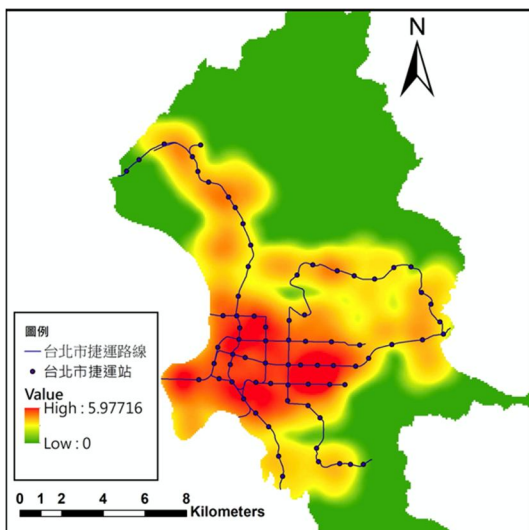 N
圖例
台北市捷運路線
台北市捷運站
Value
High : 5.97716
Low : 0
0 1 2 4 6 8
Kilometers